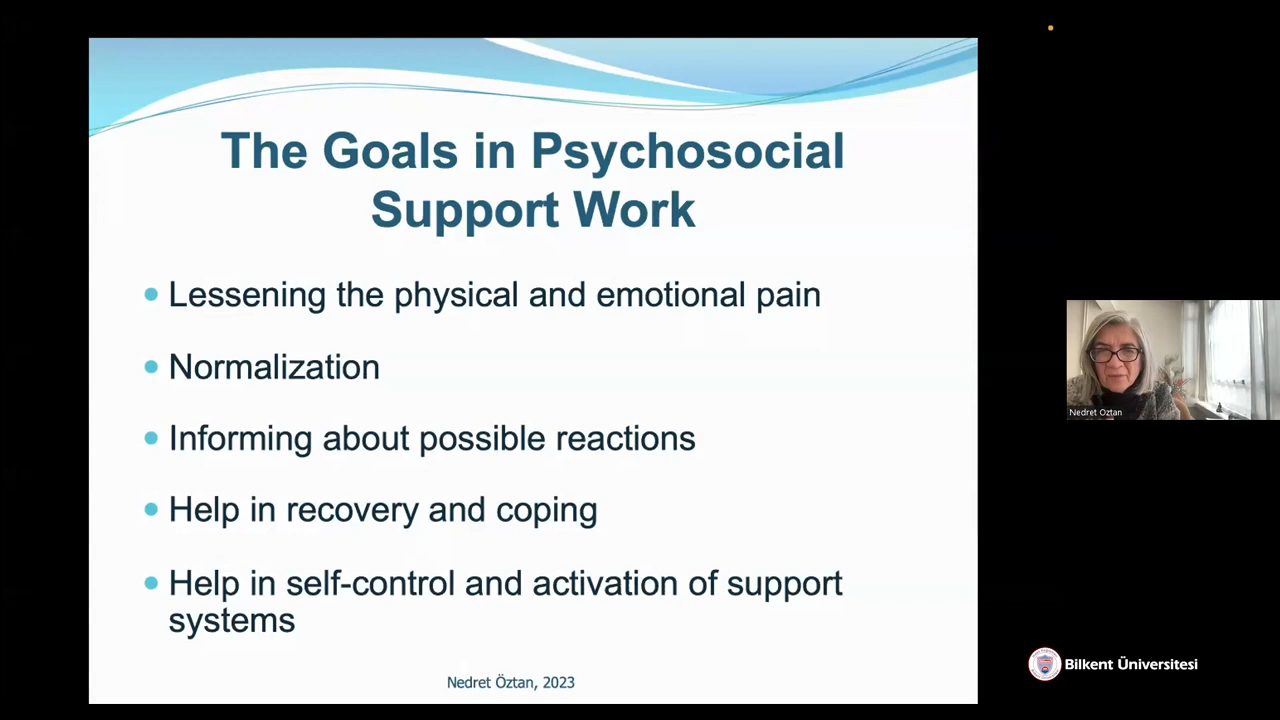 The Goals in Psychosocial
Support Work
• Lessening the physical and emotional pain
• Normalization
• Informing about possible reactions
• Help in recovery and coping
• Help in self-control and activation of support
systems
Nedret Öztan, 2023
Nedret Oztan
Bilkent Üniversitesi